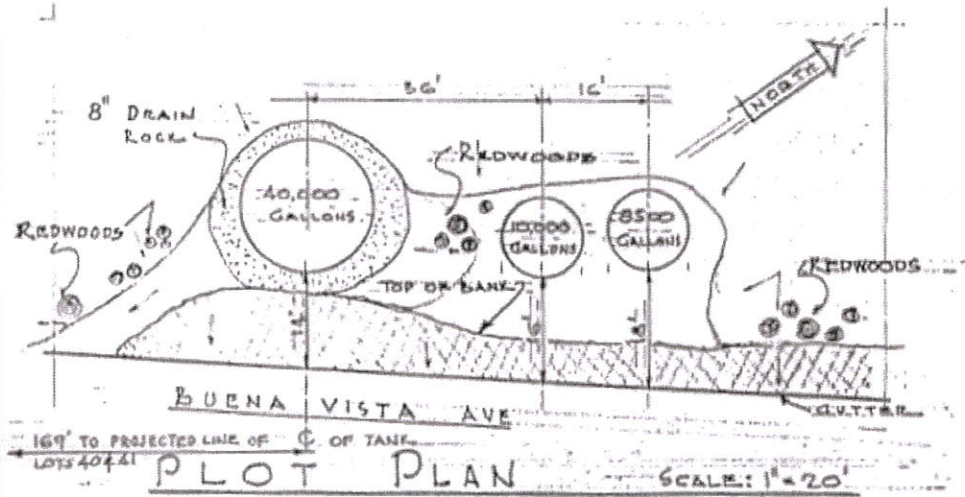 36'
16'
NORTH
8" DRAIN
ROCK
REDWOODS
40,000
GALLONS
10,000
GALLONS
8500
GALLONS
REDWOODS
TOP OF BANK
REDWOODS
BUENA VISTA AVE
GUTTER
169' TO PROJECTED LINE OF ℄ OF TANK
LOTS 40 & 41
PLOT PLAN
SCALE: 1" = 20'